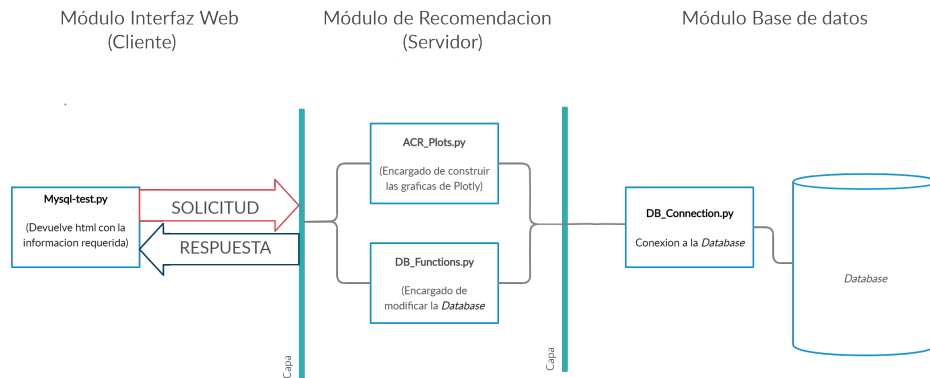 Módulo Interfaz Web
(Cliente)
Módulo de Recomendacion
(Servidor)
Módulo Base de datos
Mysql-test.py
(Devuelve html con la
informacion requerida)
SOLICITUD
RESPUESTA
Capa
ACR_Plots.py
(Encargado de construir
las graficas de Plotly)
DB_Functions.py
(Encargado de
modificar la Database
Capa
DB_Connection.py
Conexion a la Database
Database